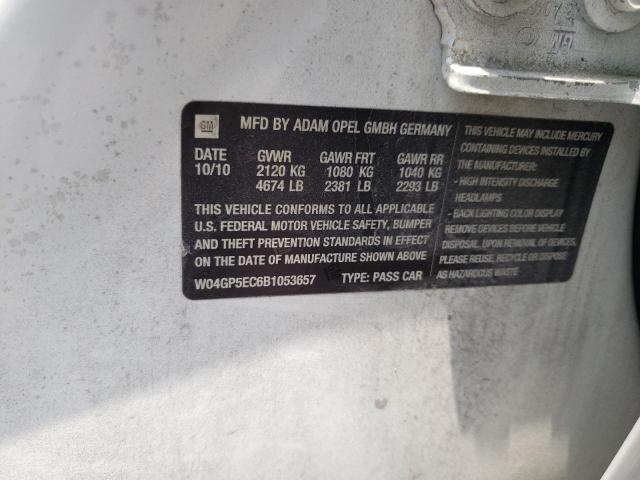 GM
MFD BY ADAM OPEL GMBH GERMANY
DATE GVWR GAWR FRT GAWR RR
10/10 2120 KG 1080 KG 1040 KG
4674 LB 2381 LB 2293 LB
THIS VEHICLE CONFORMS TO ALL APPLICABLE
U.S. FEDERAL MOTOR VEHICLE SAFETY, BUMPER
AND THEFT PREVENTION STANDARDS IN EFFECT
ON THE DATE OF MANUFACTURE SHOWN ABOVE
W04GP5EC6B1053657 TYPE: PASS CAR
THIS VEHICLE MAY INCLUDE MERCURY
CONTAINING DEVICES INSTALLED BY
THE MANUFACTURER:
- HIGH INTENSITY DISCHARGE
HEADLAMPS
- BACK LIGHTING COLOR DISPLAY
REMOVE DEVICES BEFORE VEHICLE
DISPOSAL. UPON REMOVAL OF DEVICES,
PLEASE REUSE, RECYCLE OR DISPOSE
AS HAZARDOUS WASTE